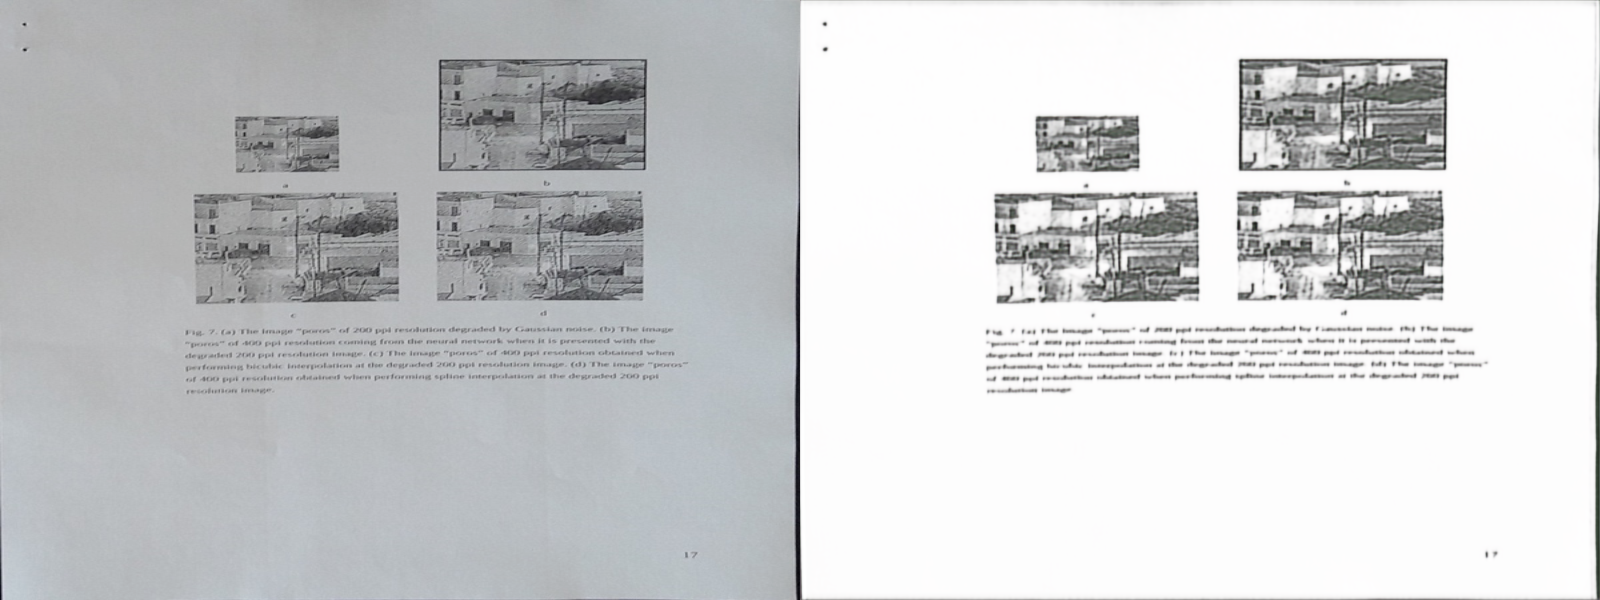 a
b
c
d
Fig. 7. (a) The image "poros" of 200 ppi resolution degraded by Gaussian noise. (b) The image
"poros" of 400 ppi resolution coming from the neural network when it is presented with the
degraded 200 ppi resolution image. (c) The image "poros" of 400 ppi resolution obtained when
performing bicubic interpolation at the degraded 200 ppi resolution image. (d) The image "poros"
of 400 ppi resolution obtained when performing spline interpolation at the degraded 200 ppi
resolution image.
17
a
b
c
d
Fig. 7 (a) The image "poros" of 200 ppi resolution degraded by Gaussian noise. (b) The image
"poros" of 400 ppi resolution coming from the neural network when it is presented with the
degraded 200 ppi resolution image. (c) The image "poros" of 400 ppi resolution obtained when
performing bicubic interpolation at the degraded 200 ppi resolution image. (d) The image "poros"
of 400 ppi resolution obtained when performing spline interpolation at the degraded 200 ppi
resolution image
17